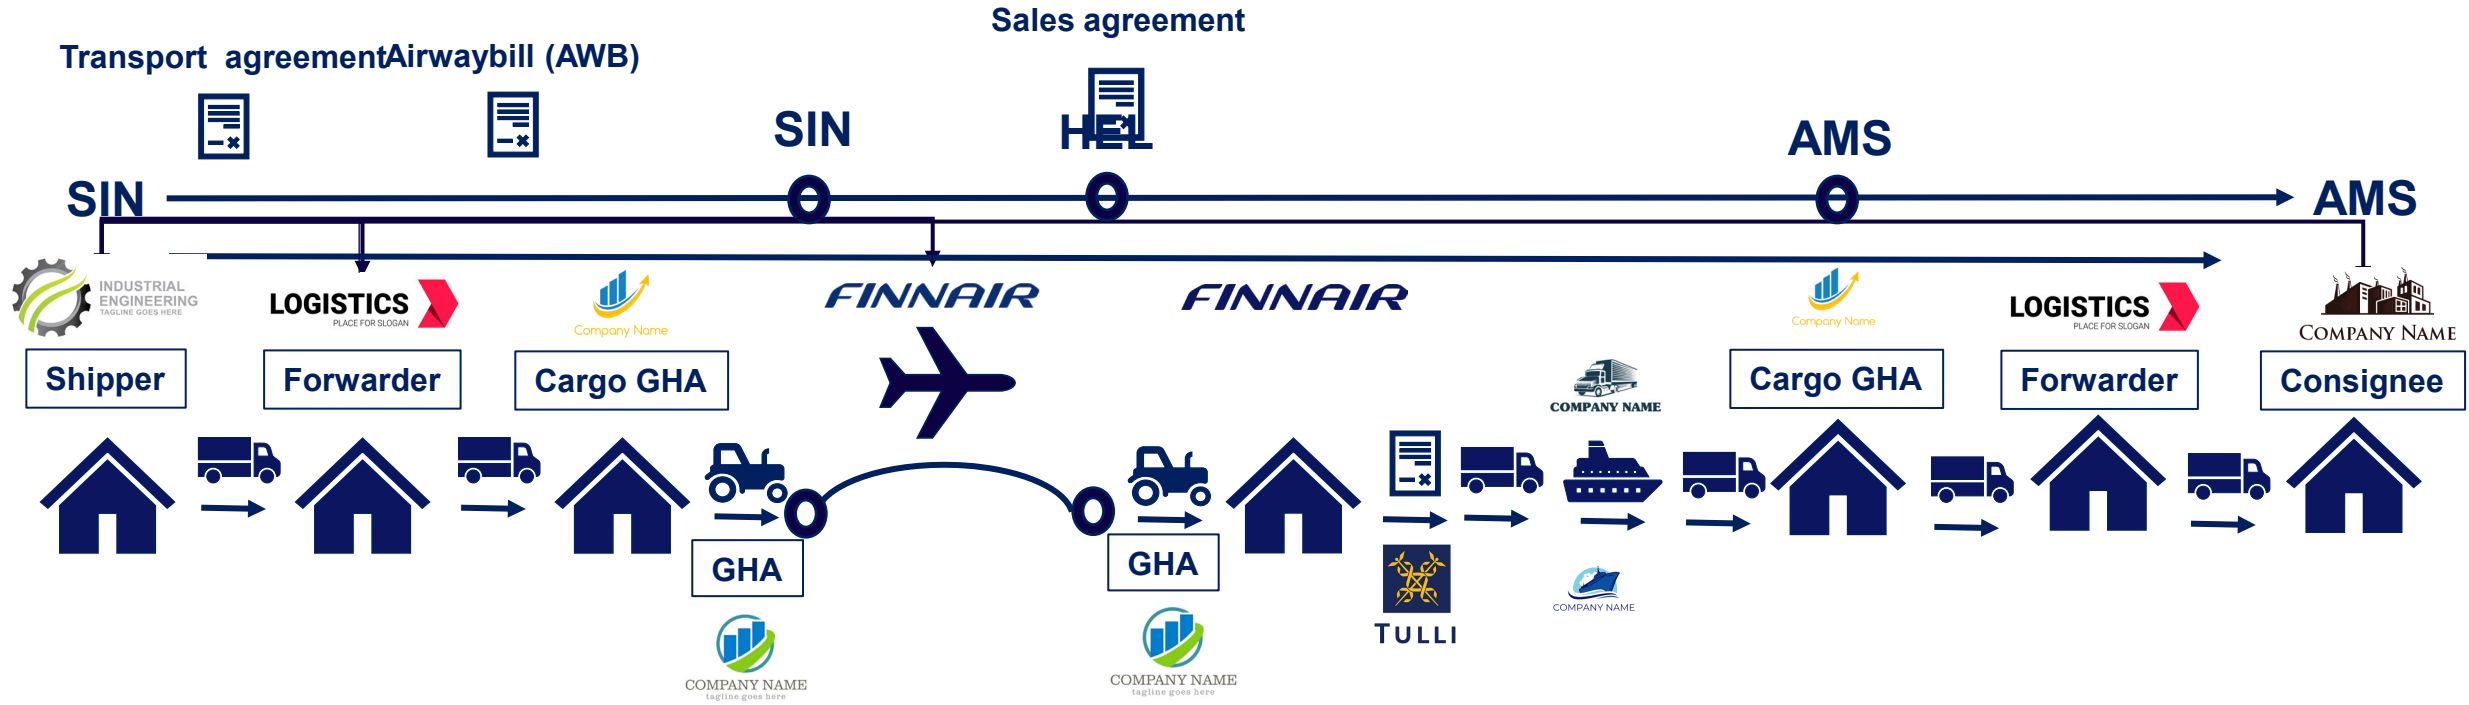 Sales agreement
Transport  agreement
Airwaybill (AWB)
SIN
HEL
AMS
SIN
AMS
INDUSTRIAL
ENGINEERING
TAGLINE GOES HERE
LOGISTICS
PLACE FOR SLOGAN
Company Name
FINNAIR
FINNAIR
Company Name
LOGISTICS
PLACE FOR SLOGAN
COMPANY NAME
Shipper
Forwarder
Cargo GHA
COMPANY NAME
Cargo GHA
Forwarder
Consignee
GHA
GHA
COMPANY NAME
tagline goes here
COMPANY NAME
tagline goes here
TULLI
COMPANY NAME